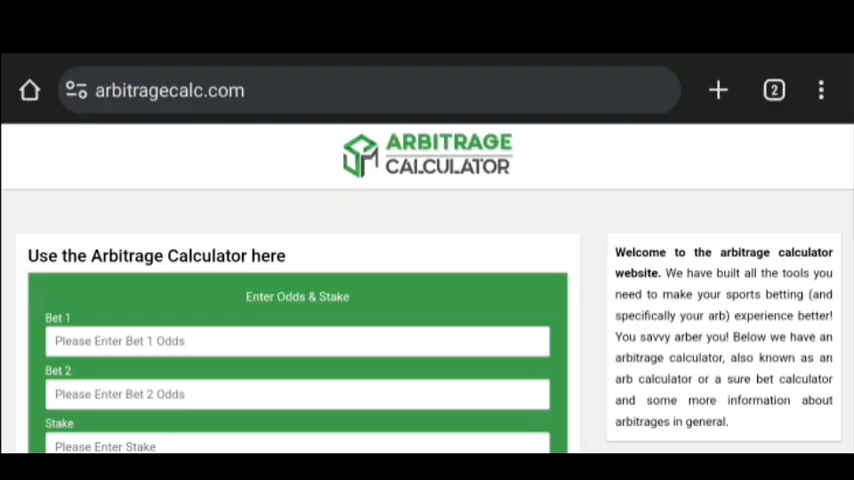 arbitragecalc.com
2
ARBITRAGE
CALCULATOR
Use the Arbitrage Calculator here
Enter Odds & Stake
Bet 1
Please Enter Bet 1 Odds
Bet 2
Please Enter Bet 2 Odds
Stake
Please Enter Stake
Welcome to the arbitrage calculator
website. We have built all the tools you
need to make your sports betting (and
specifically your arb) experience better!
You savvy arber you! Below we have an
arbitrage calculator, also known as an
arb calculator or a sure bet calculator
and some more information about
arbitrages in general.